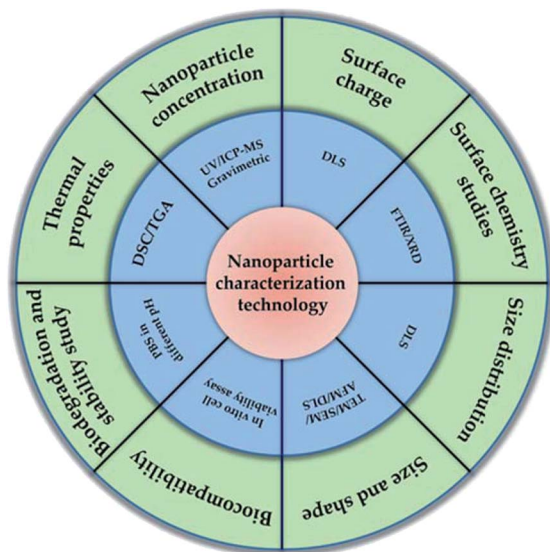 Nanoparticle
concentration
Surface
charge
Surface chemistry
studies
Size distribution
Size and shape
Biocompatibility
Biodegradation and
stability study
Thermal
properties
UV/ICP-MS
Gravimetric
DLS
FTIR/XRD
DLS
TEM/SEM/
AFM/DLS
In vitro cell
viability assay
PBS in
different pH
DSC/TGA
Nanoparticle
characterization
technology